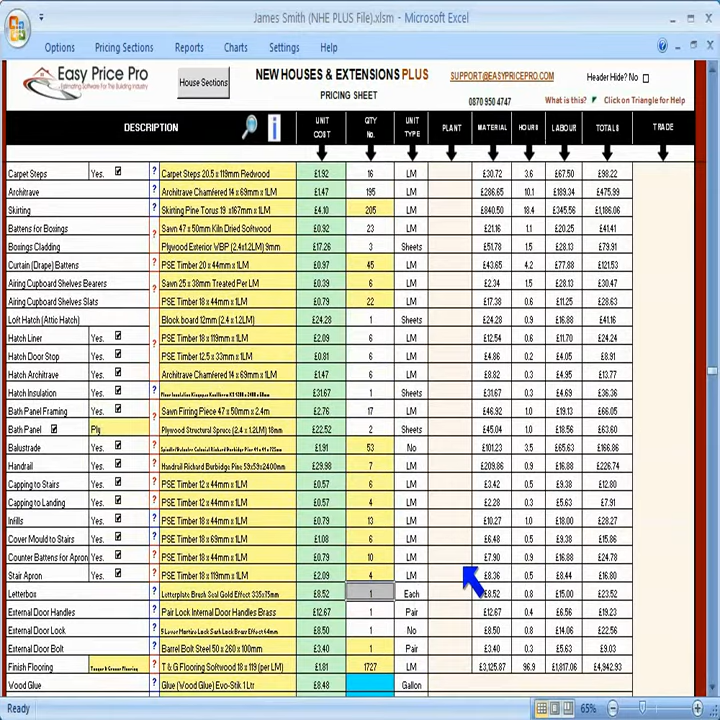 James Smith (NHE PLUS File).xlsm - Microsoft Excel
Options Pricing Sections Reports Charts Settings Help
Easy Price Pro
Estimating Software For The Building Industry
House Sections
NEW HOUSES & EXTENSIONS PLUS
PRICING SHEET
SUPPORT@EASYPRICEPRO.COM
0870 950 4747
Header Hide? No
What is this? Click on Triangle for Help
DESCRIPTION UNIT COST QTY No. UNIT TYPE PLANT MATERIAL HOURS LABOUR TOTALS TRADE
Carpet Steps Yes. ? Carpet Steps 20.5 x 119mm Redwood £1.92 16 LM £30.72 3.6 £67.50 £98.22
Architrave ? Architrave Chamfered 14 x 69mm x 1LM £1.47 195 LM £286.65 10.1 £189.34 £475.99
Skirting ? Skirting Pine Torus 19 x167mm x 1LM £4.10 205 LM £840.50 18.4 £345.56 £1,186.06
Battens for Boxings ? Sawn 47 x 50mm Kiln Dried Softwood £0.92 23 LM £21.16 1.1 £20.25 £41.41
Boxings Cladding Plywood Exterior WBP (2.4x1.2LM) 9mm £17.26 3 Sheets £51.78 1.5 £28.13 £79.91
Curtain (Drape) Battens ? PSE Timber 20 x 44mm x 1LM £0.97 45 LM £43.65 4.2 £77.88 £121.53
Airing Cupboard Shelves Bearers ? Sawn 25 x 38mm Treated Per LM £0.39 6 LM £2.34 1.5 £28.13 £30.47
Airing Cupboard Shelves Slats PSE Timber 18 x 44mm x 1LM £0.79 22 LM £17.38 0.6 £11.25 £28.63
Loft Hatch (Attic Hatch) Block board 12mm (2.4 x 1.2LM) £24.28 1 Sheets £24.28 0.9 £16.88 £41.16
Hatch Liner Yes. ? PSE Timber 18 x 119mm x 1LM £2.09 6 LM £12.54 0.6 £11.70 £24.24
Hatch Door Stop Yes. PSE Timber 12.5 x 33mm x 1LM £0.81 6 LM £4.86 0.2 £4.05 £8.91
Hatch Architrave Yes. Architrave Chamfered 14 x 69mm x 1LM £1.47 6 LM £8.82 0.3 £4.95 £13.77
Hatch Insulation Yes. ? £31.67 1 Sheets £31.67 0.3 £4.69 £36.36
Bath Panel Framing Yes. ? Sawn Firring Piece 47 x 50mm x 2.4m £2.76 17 LM £46.92 1.0 £19.13 £66.05
Bath Panel Ply Plywood Structural Spruce (2.4 x 1.2LM) 18mm £22.52 2 Sheets £45.04 1.0 £18.56 £63.60
Balustrade Yes. ? £1.91 53 No £101.23 3.5 £65.63 £166.86
Handrail Yes. ? Handrail Richard Burbidge Pine 59x59x2400mm £29.98 7 LM £209.86 0.9 £16.88 £226.74
Capping to Stairs Yes. ? PSE Timber 12 x 44mm x 1LM £0.57 6 LM £3.42 0.5 £9.38 £12.80
Capping to Landing Yes. ? PSE Timber 12 x 44mm x 1LM £0.57 4 LM £2.28 0.3 £5.63 £7.91
Infills Yes. ? PSE Timber 18 x 44mm x 1LM £0.79 13 LM £10.27 1.0 £18.00 £28.27
Cover Mould to Stairs Yes. ? PSE Timber 18 x 69mm x 1LM £1.08 6 LM £6.48 0.5 £9.38 £15.86
Counter Battens for Apron Yes. ? PSE Timber 18 x 44mm x 1LM £0.79 10 LM £7.90 0.9 £16.88 £24.78
Stair Apron Yes. ? PSE Timber 18 x 119mm x 1LM £2.09 4 LM £8.36 0.5 £8.44 £16.80
Letterbox ? Letterplate Brush Seal Gold Effect 335x75mm £8.52 1 Each £8.52 0.8 £15.00 £23.52
External Door Handles ? Pair Lock Internal Door Handles Brass £12.67 1 Pair £12.67 0.4 £6.56 £19.23
External Door Lock ? 5 Lever Mortice Lock Sash Lock Brass Effect 64mm £8.50 1 No £8.50 0.8 £14.06 £22.56
External Door Bolt ? Barrel Bolt Steel 50 x 260 x 100mm £3.40 1 Pair £3.40 0.3 £5.63 £9.03
Finish Flooring Tongue & Groove Flooring ? T & G Flooring Softwood 18 x 119 (per LM) £1.81 1727 LM £3,125.87 96.9 £1,817.06 £4,942.93
Wood Glue ? Glue (Wood Glue) Evo-Stik 1 Ltr £8.48 Gallon
Ready 65%